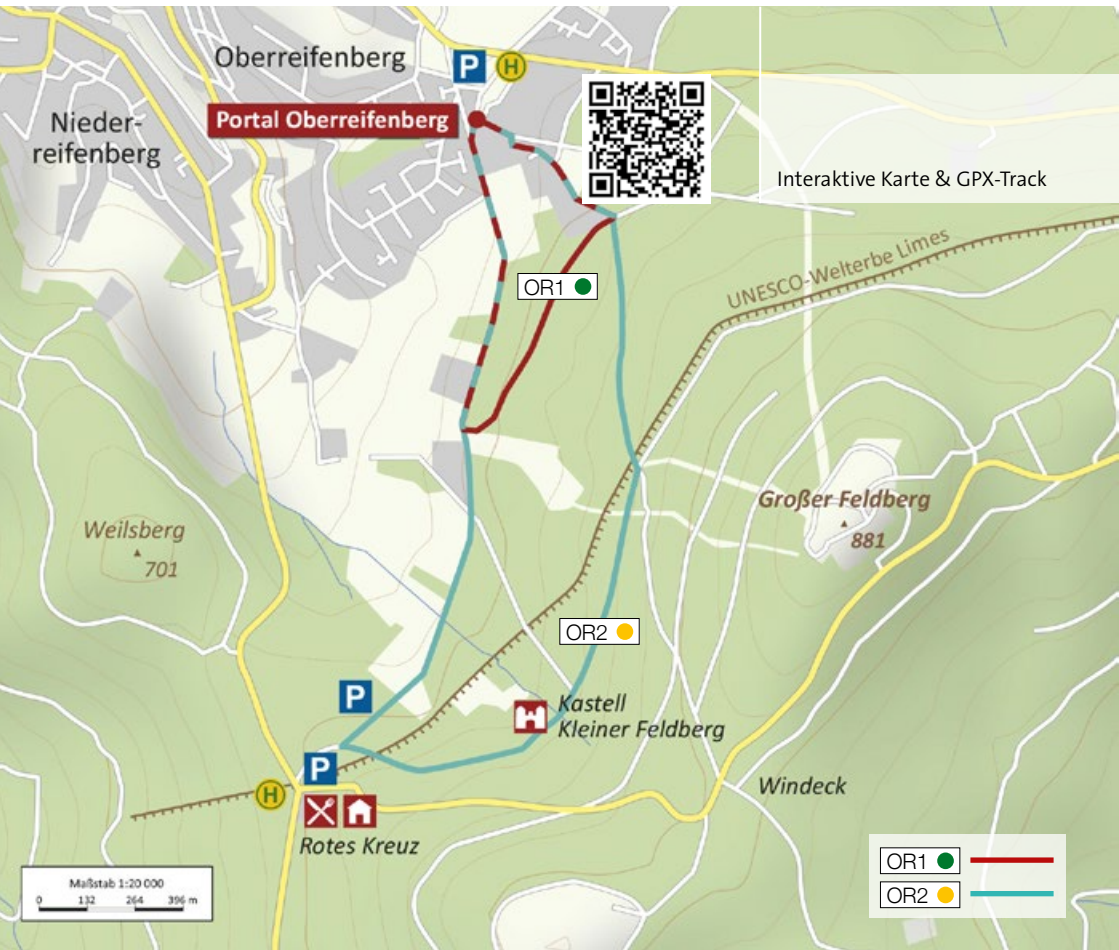 Oberreifenberg
P
H
Portal Oberreifenberg
Nieder-
reifenberg
Interaktive Karte & GPX-Track
UNESCO-Welterbe Limes
OR1
Großer Feldberg
881
Weilsberg
701
OR2
P
Kastell
Kleiner Feldberg
P
H
Windeck
Rotes Kreuz
OR1
OR2
Maßstab 1:20 000
0 132 264 396 m